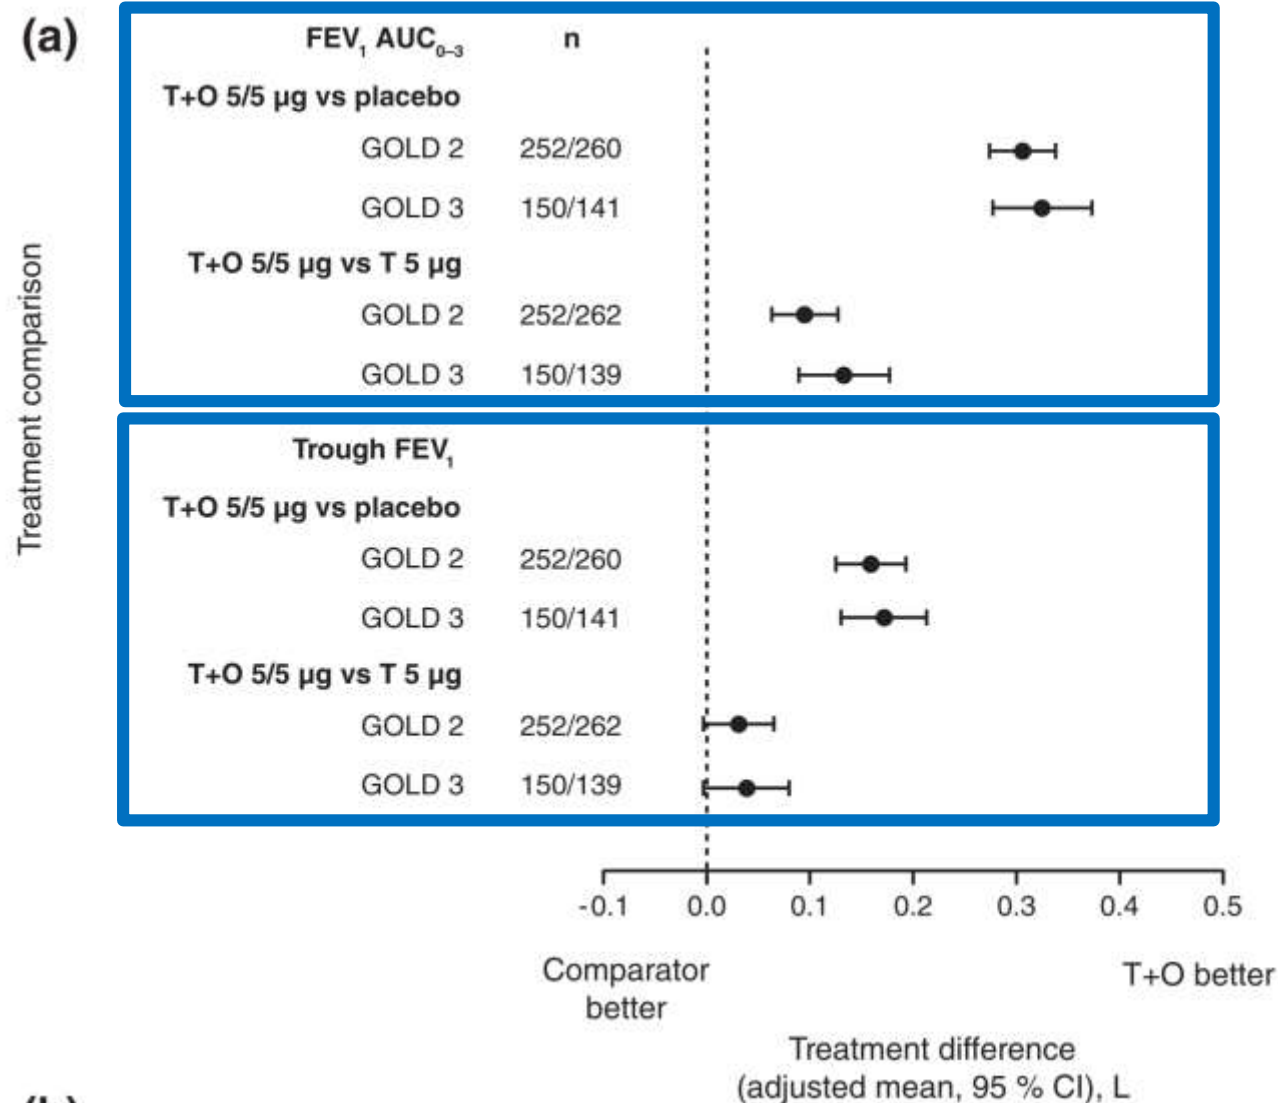 (a)
FEV₁ AUC₀₋₃ n
T+O 5/5 µg vs placebo
GOLD 2 252/260
GOLD 3 150/141
T+O 5/5 µg vs T 5 µg
GOLD 2 252/262
GOLD 3 150/139
Treatment comparison
Trough FEV₁
T+O 5/5 µg vs placebo
GOLD 2 252/260
GOLD 3 150/141
T+O 5/5 µg vs T 5 µg
GOLD 2 252/262
GOLD 3 150/139
-0.1 0.0 0.1 0.2 0.3 0.4 0.5
Comparator
better
T+O better
Treatment difference
(adjusted mean, 95 % CI), L